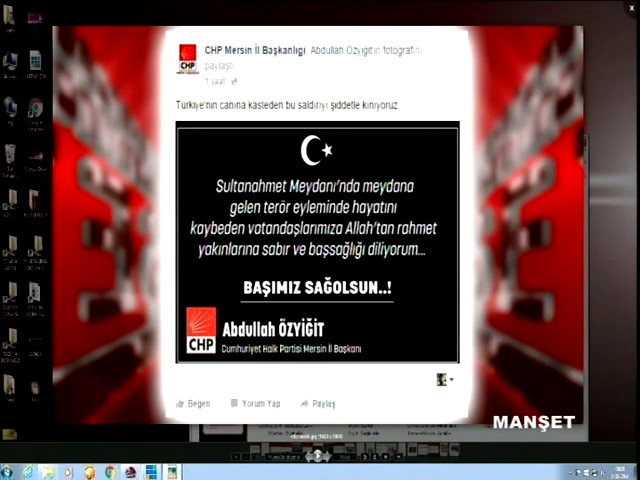 CHP Mersin İl Başkanlığı Abdullah Özyiğit'in fotoğrafını
paylaştı
1 saat
Türkiye'nin canına kasteden bu saldırıyı şiddetle kınıyoruz
Sultanahmet Meydanı'nda meydana
gelen terör eyleminde hayatını
kaybeden vatandaşlarımıza Allah'tan rahmet
yakınlarına sabır ve başsağlığı diliyorum...
BAŞIMIZ SAĞOLSUN..!
CHP
Abdullah ÖZYİĞİT
Cumhuriyet Halk Partisi Mersin İl Başkanı
Beğen Yorum Yap Paylaş
MANŞET